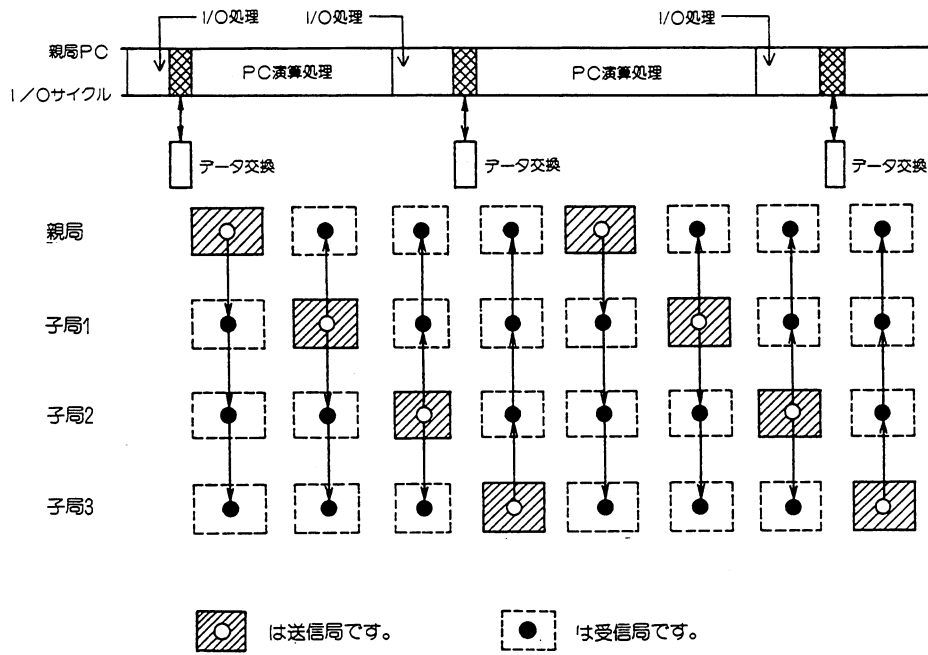 I/O処理 I/O処理 I/O処理
親局PC
PC演算処理 PC演算処理
I/Oサイクル
データ交換 データ交換 データ交換
親局
子局1
子局2
子局3
は送信局です。 は受信局です。